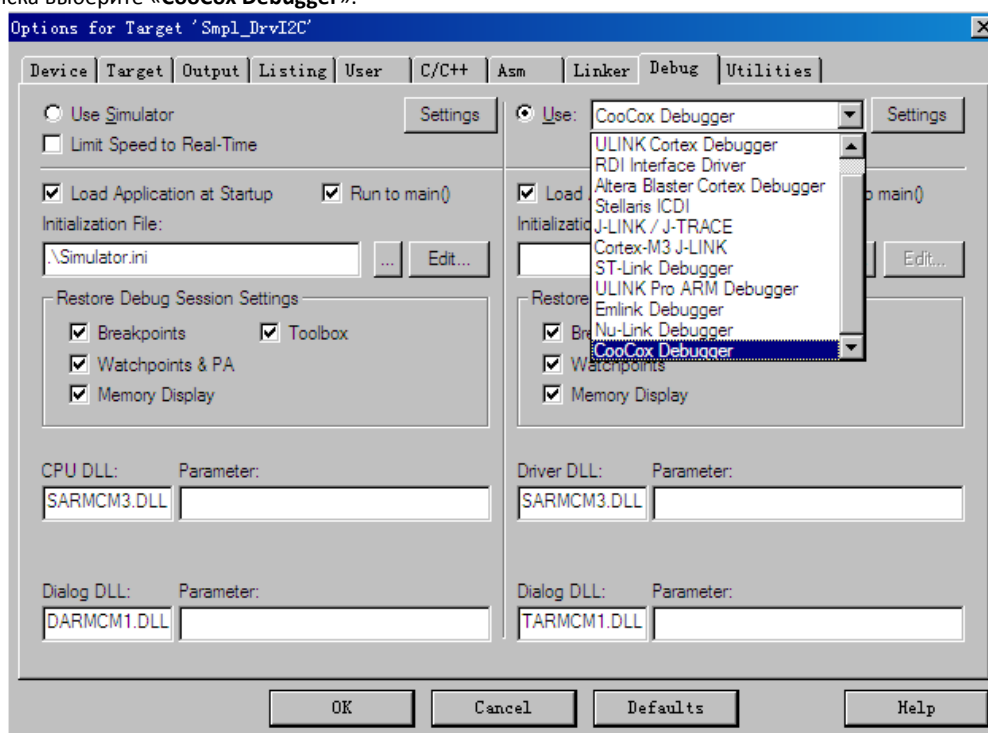 выберите «CooCox Debugger».
Options for Target 'Smpl_DrvI2C'
Device Target Output Listing User C/C++ Asm Linker Debug Utilities
Use Simulator Settings
Limit Speed to Real-Time
Use: CooCox Debugger Settings
ULINK Cortex Debugger
RDI Interface Driver
Altera Blaster Cortex Debugger
Stellaris ICDI
J-LINK / J-TRACE
Cortex-M3 J-LINK
ST-Link Debugger
ULINK Pro ARM Debugger
Emlink Debugger
Nu-Link Debugger
CooCox Debugger
Load Application at Startup Run to main()
Initialization File:
.\Simulator.ini ... Edit...
Restore Debug Session Settings
Breakpoints Toolbox
Watchpoints & PA
Memory Display
Load main()
Edit...
Restore
Watchpoints
Memory Display
CPU DLL: Parameter:
SARMCM3.DLL
Driver DLL: Parameter:
SARMCM3.DLL
Dialog DLL: Parameter:
DARMCM1.DLL
Dialog DLL: Parameter:
TARMCM1.DLL
OK Cancel Defaults Help